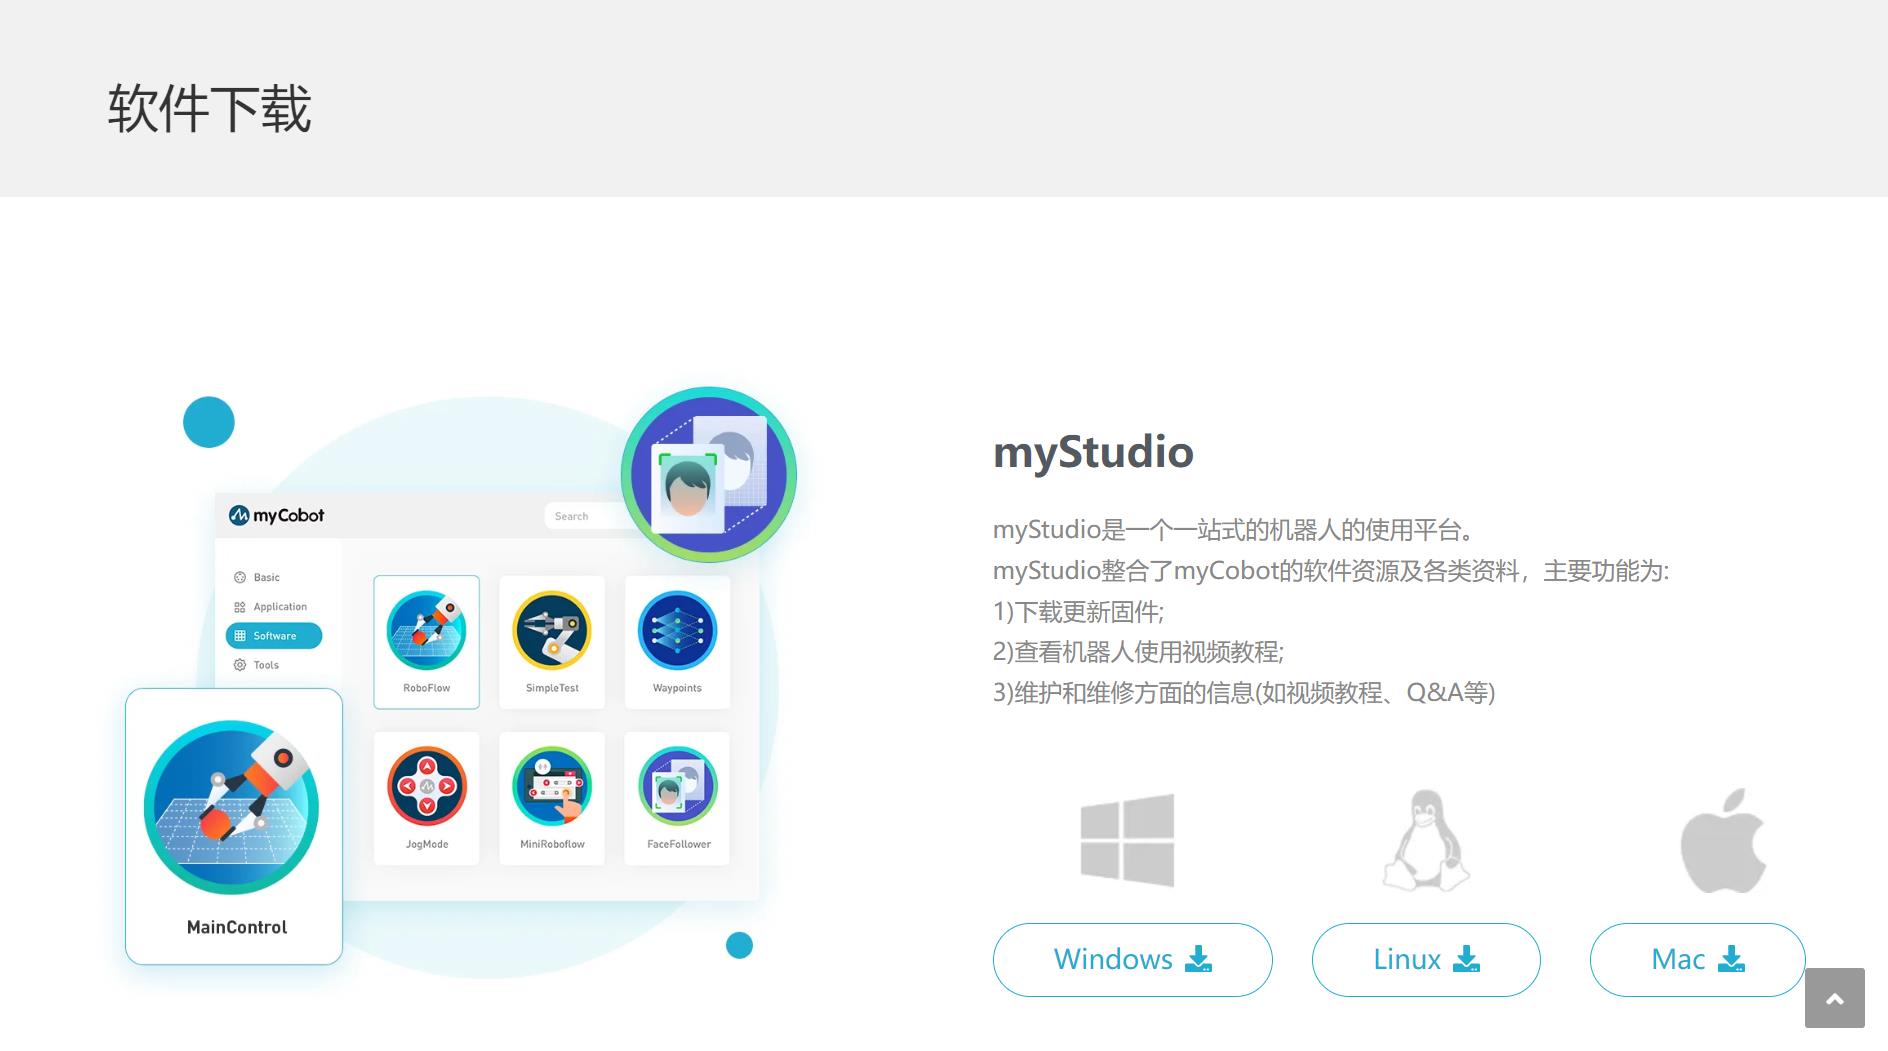 软件下载
myCobot
Search
Basic
Application
Software
Tools
RoboFlow
SimpleTest
Waypoints
JogMode
MiniRoboflow
FaceFollower
MainControl
myStudio
myStudio是一个一站式的机器人的使用平台。
myStudio整合了myCobot的软件资源及各类资料，主要功能为:
1)下载更新固件;
2)查看机器人使用视频教程;
3)维护和维修方面的信息(如视频教程、Q&A等)
Windows
Linux
Mac